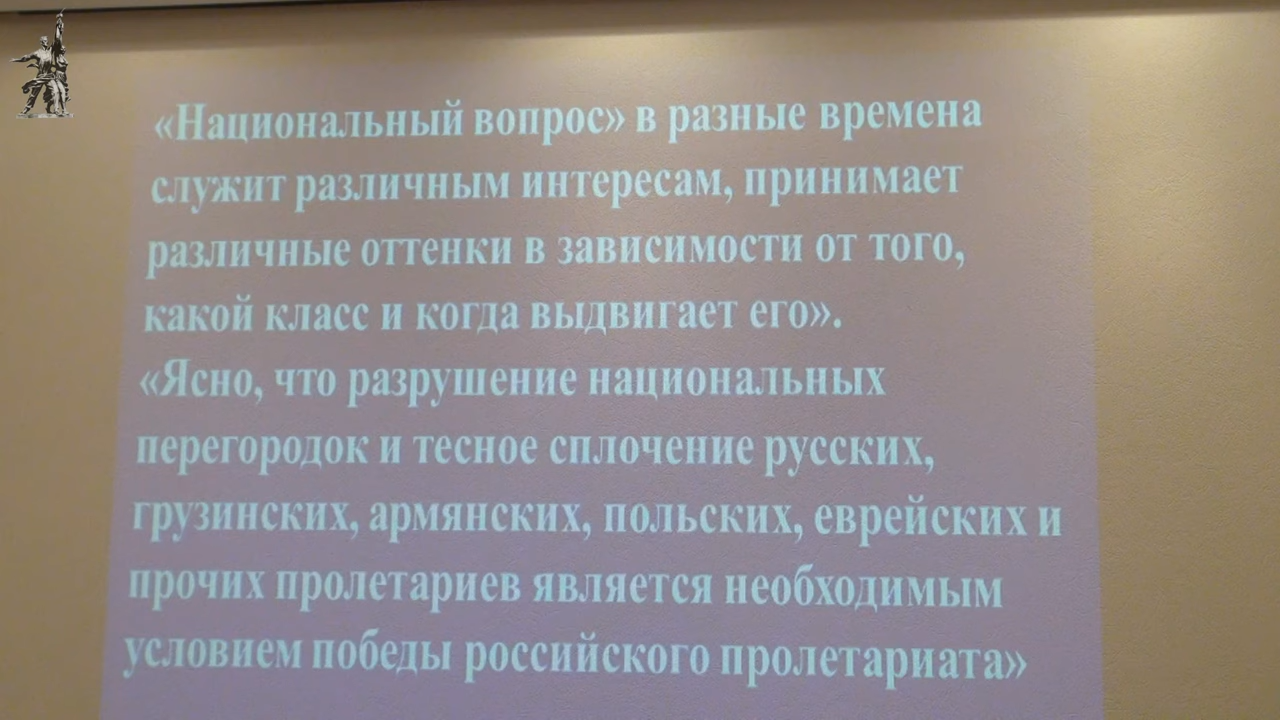 «Национальный вопрос» в разные времена
служит различным интересам, принимает
различные оттенки в зависимости от того,
какой класс и когда выдвигает его».
«Ясно, что разрушение национальных
перегородок и тесное сплочение русских,
грузинских, армянских, польских, еврейских и
прочих пролетариев является необходимым
условием победы российского пролетариата»